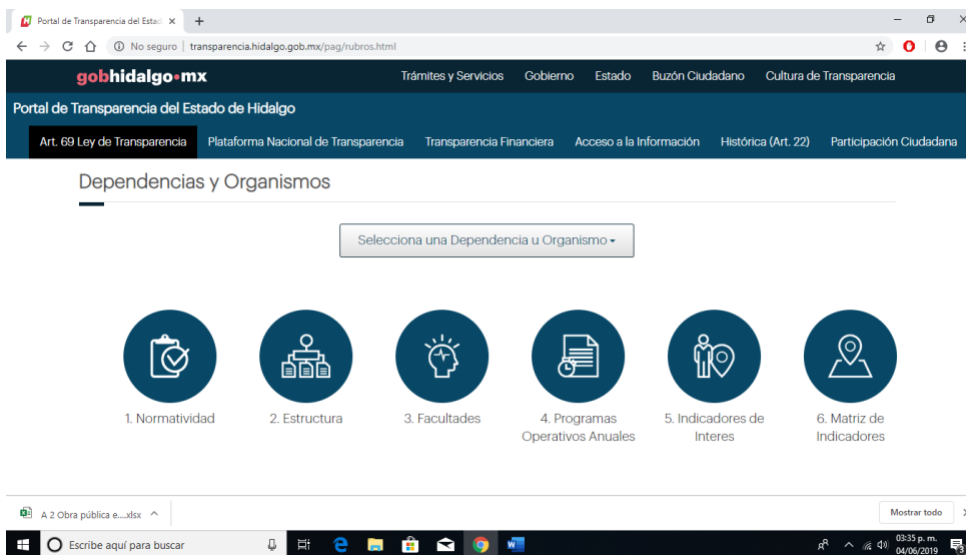 Portal de Transparencia del Estad
No seguro | transparencia.hidalgo.gob.mx/pag/rubros.html
gobhidalgo•mx
Trámites y Servicios Gobierno Estado Buzón Ciudadano Cultura de Transparencia
Portal de Transparencia del Estado de Hidalgo
Art. 69 Ley de Transparencia Plataforma Nacional de Transparencia Transparencia Financiera Acceso a la Información Histórica (Art. 22) Participación Ciudadana
Dependencias y Organismos
Selecciona una Dependencia u Organismo
1. Normatividad
2. Estructura
3. Facultades
4. Programas
Operativos Anuales
5. Indicadores de
Interes
6. Matriz de
Indicadores
A 2 Obra pública e....xlsx
Mostrar todo
Escribe aquí para buscar
03:35 p. m.
04/06/2019